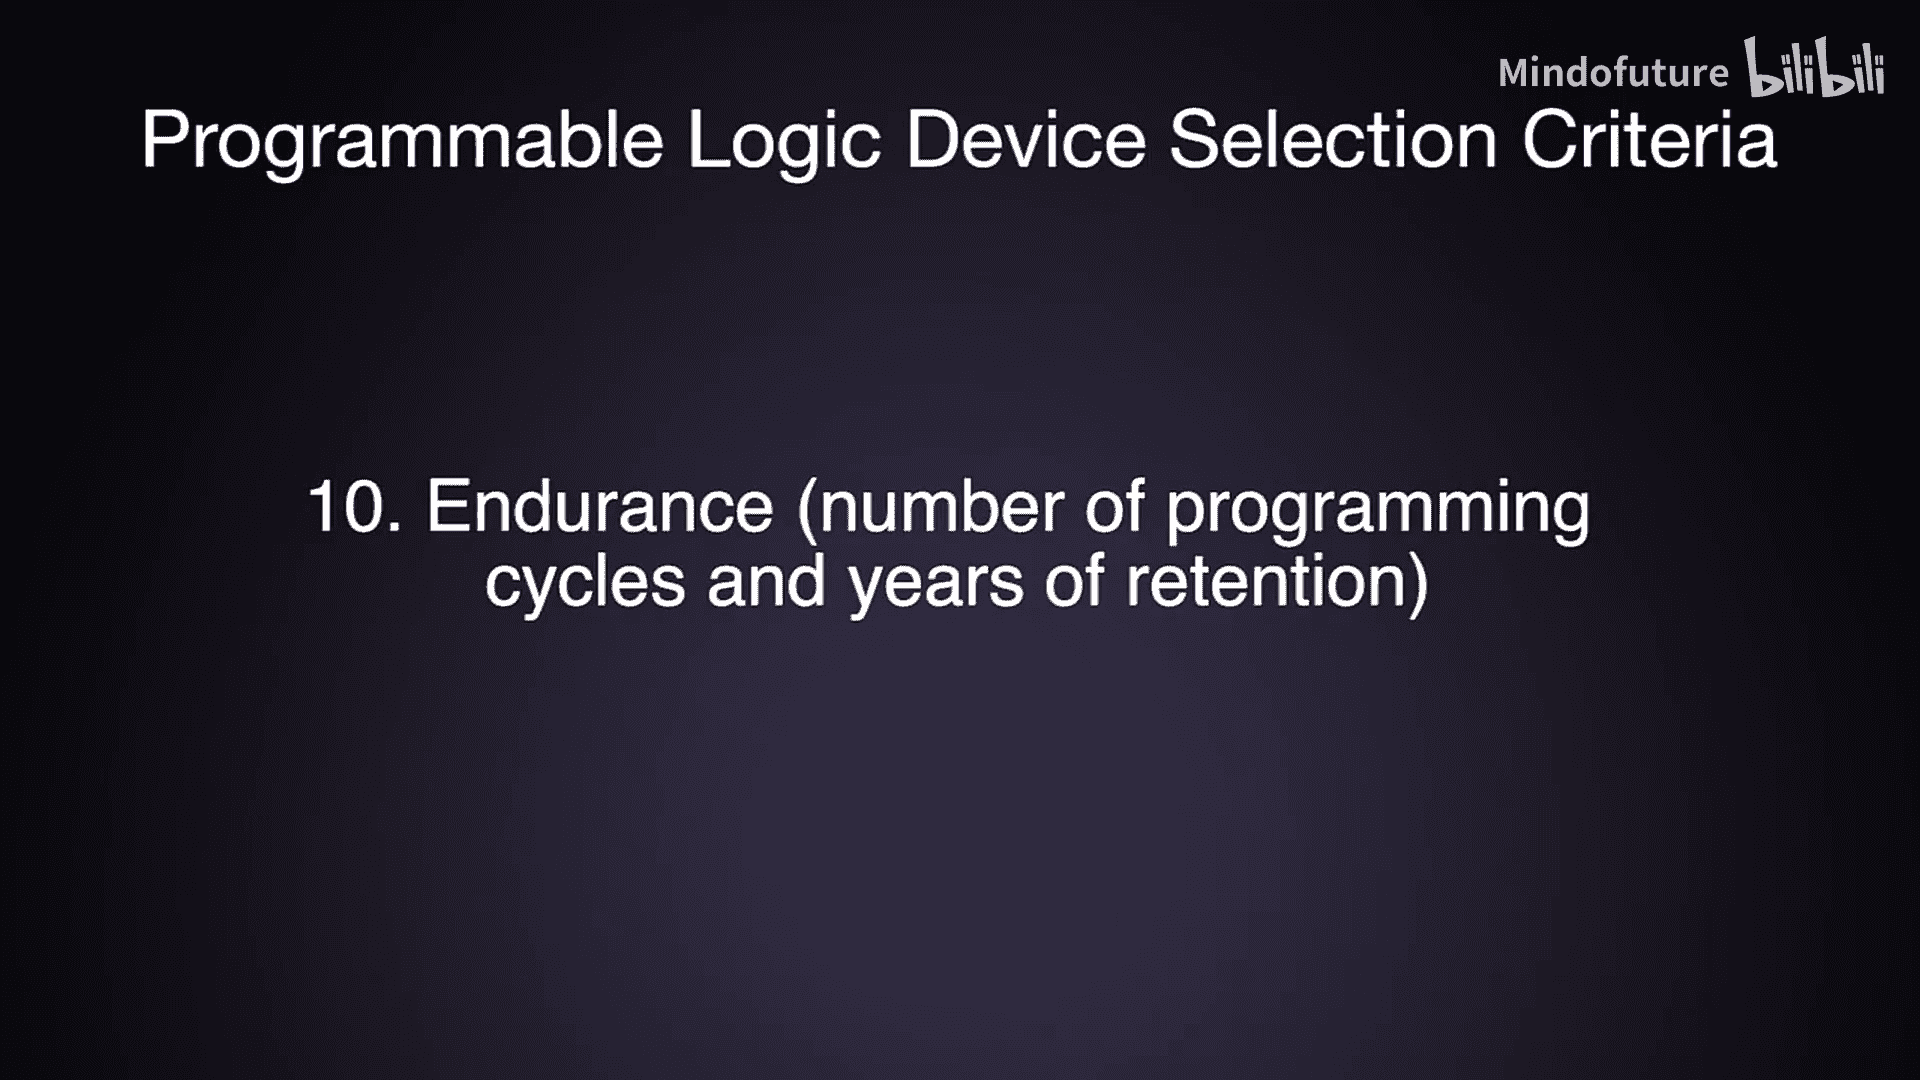 Mindofuture bilibili
Programmable Logic Device Selection Criteria
10. Endurance (number of programming
cycles and years of retention)